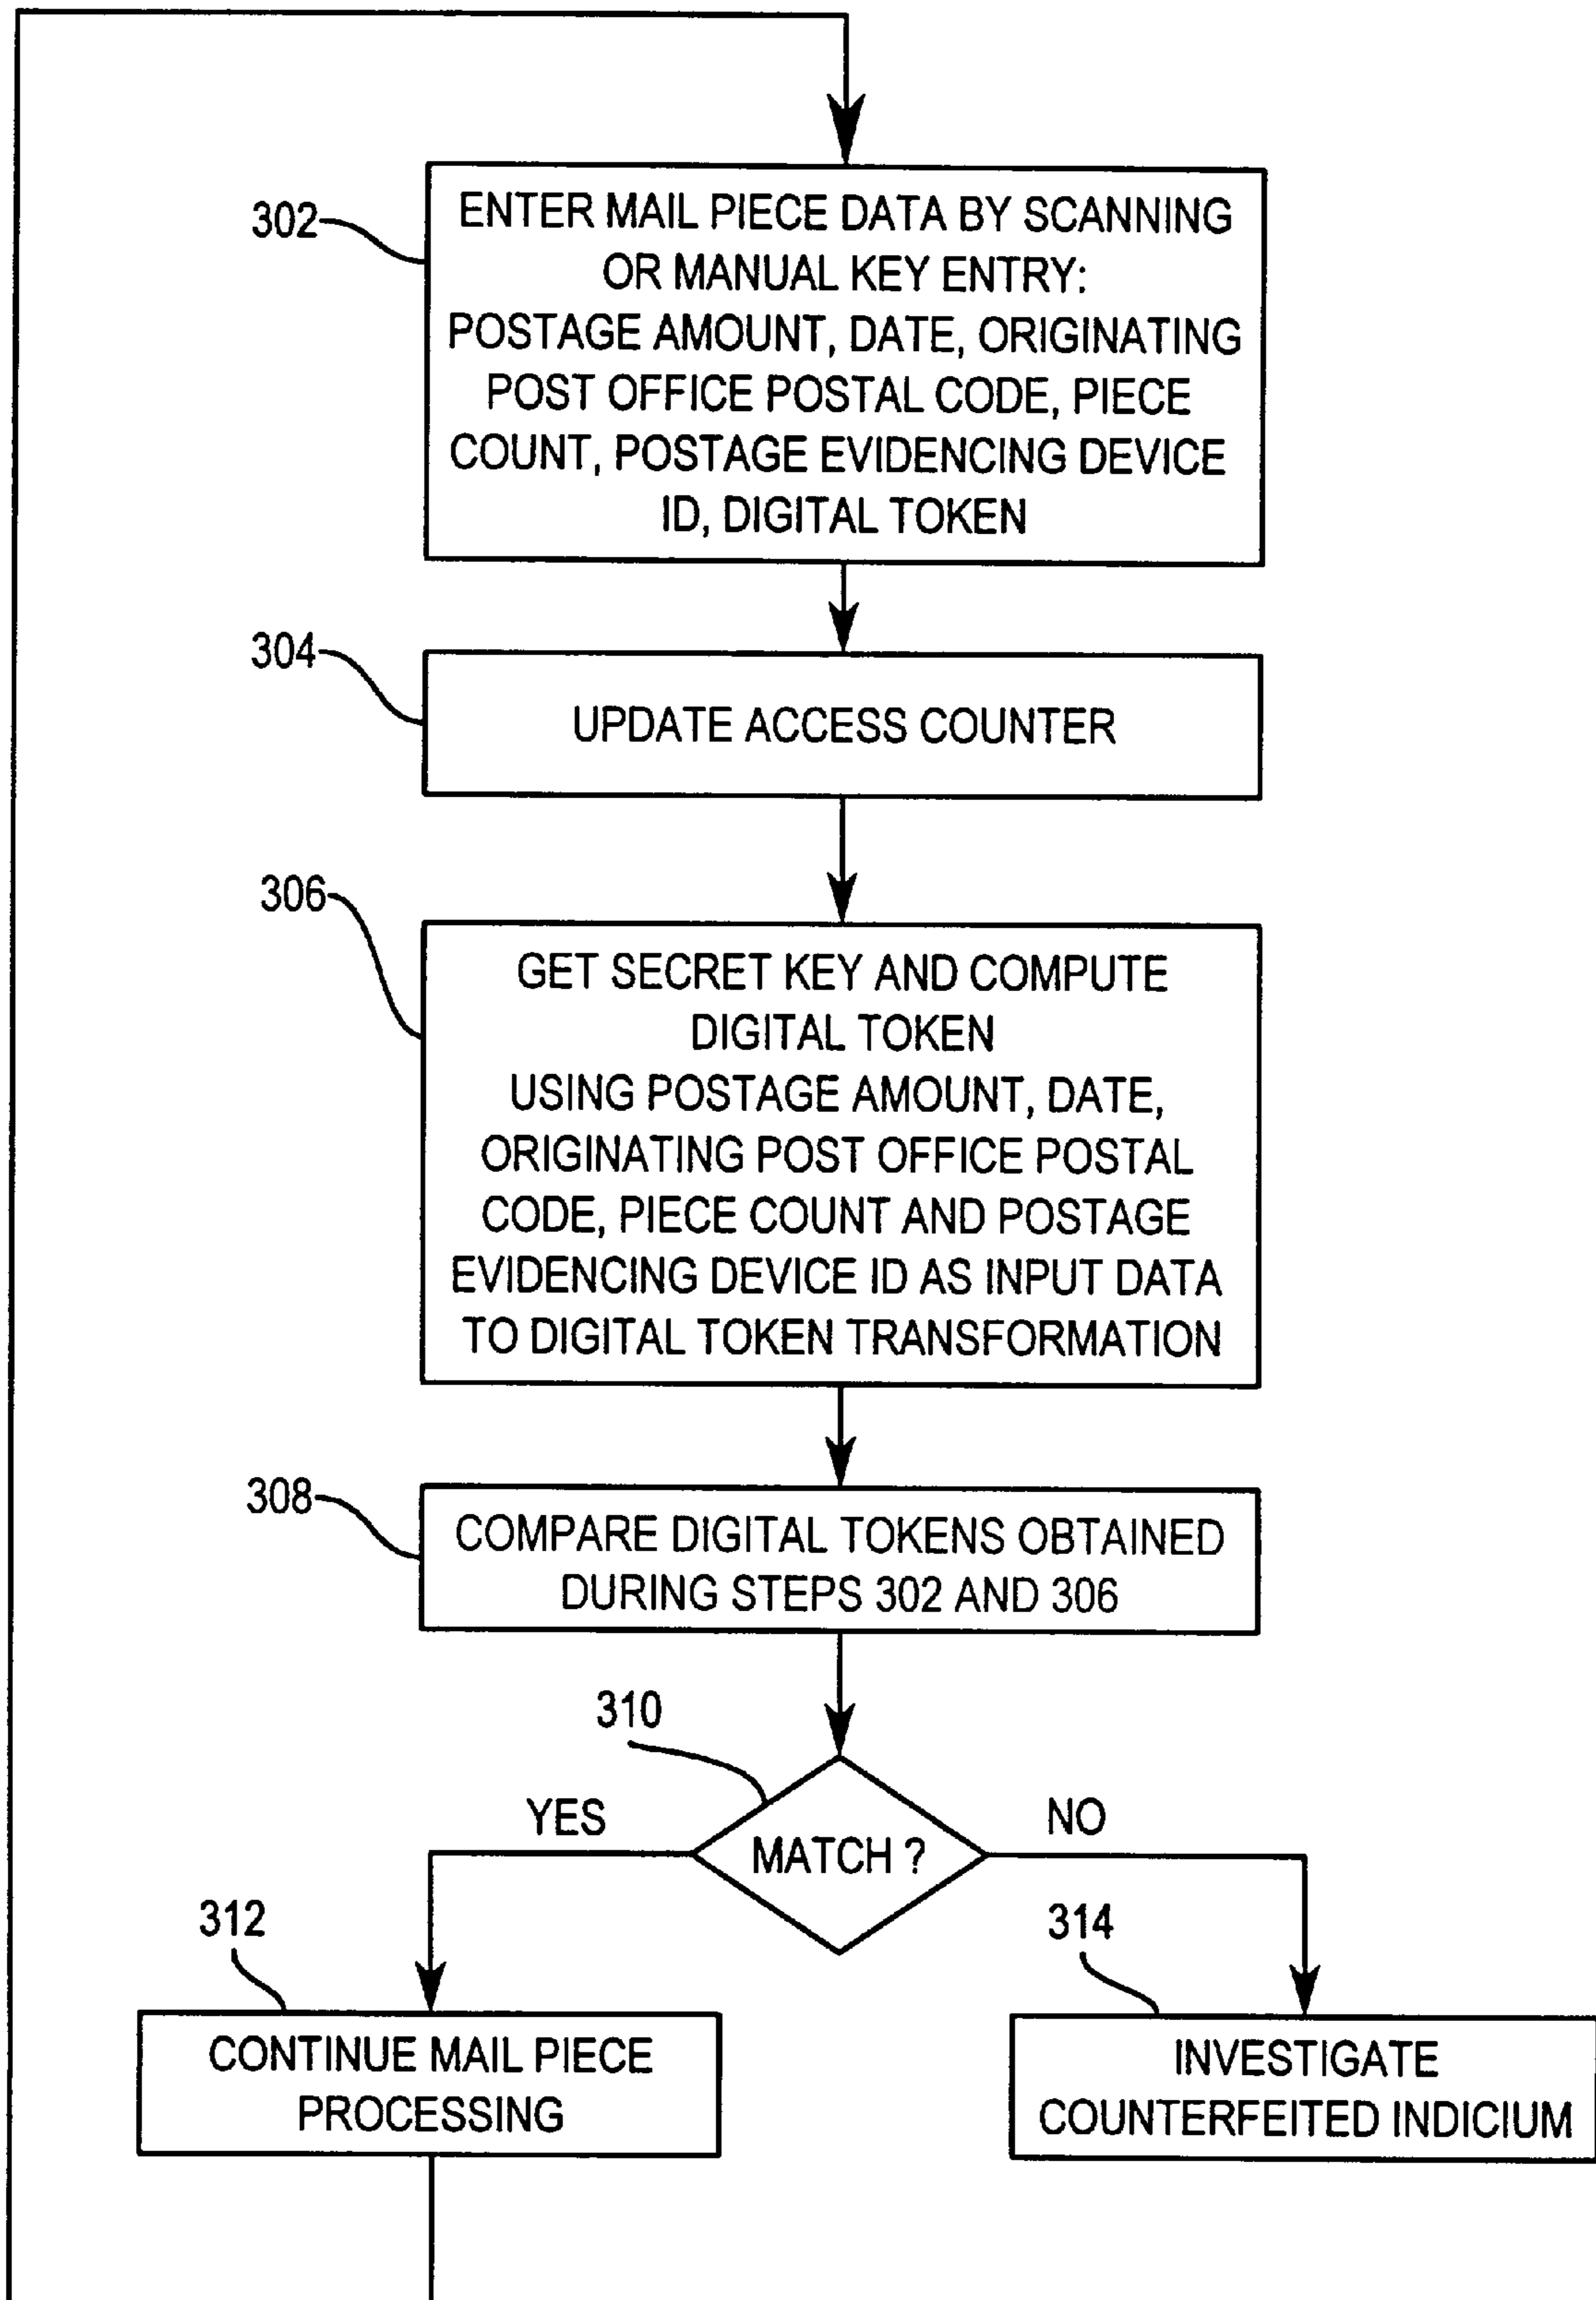 302
ENTER MAIL PIECE DATA BY SCANNING
OR MANUAL KEY ENTRY:
POSTAGE AMOUNT, DATE, ORIGINATING
POST OFFICE POSTAL CODE, PIECE
COUNT, POSTAGE EVIDENCING DEVICE
ID, DIGITAL TOKEN
304
UPDATE ACCESS COUNTER
306
GET SECRET KEY AND COMPUTE
DIGITAL TOKEN
USING POSTAGE AMOUNT, DATE,
ORIGINATING POST OFFICE POSTAL
CODE, PIECE COUNT AND POSTAGE
EVIDENCING DEVICE ID AS INPUT DATA
TO DIGITAL TOKEN TRANSFORMATION
308
COMPARE DIGITAL TOKENS OBTAINED
DURING STEPS 302 AND 306
310
YES
MATCH ?
NO
312
CONTINUE MAIL PIECE
PROCESSING
314
INVESTIGATE
COUNTERFEITED INDICIUM